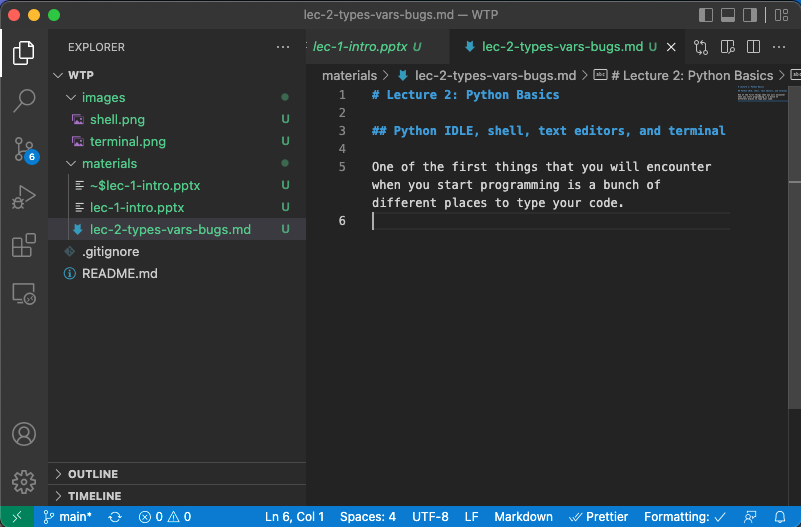 lec-2-types-vars-bugs.md — WTP
EXPLORER
WTP
images
shell.png U
terminal.png U
materials
~$lec-1-intro.pptx U
lec-1-intro.pptx U
lec-2-types-vars-bugs.md U
.gitignore
README.md
OUTLINE
TIMELINE
6
lec-1-intro.pptx U
lec-2-types-vars-bugs.md U
materials > lec-2-types-vars-bugs.md > abc # Lecture 2: Python Basics >
1 # Lecture 2: Python Basics
2
3 ## Python IDLE, shell, text editors, and terminal
4
5 One of the first things that you will encounter
when you start programming is a bunch of
different places to type your code.
6
main* 0 0 Ln 6, Col 1 Spaces: 4 UTF-8 LF Markdown Prettier Formatting: ✓